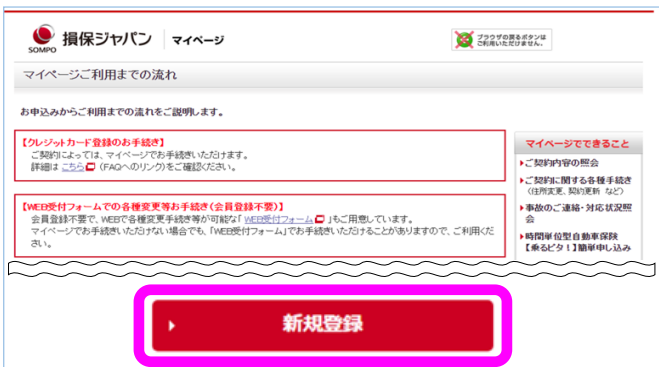 SOMPO 損保ジャパン マイページ
ブラウザの戻るボタンは
ご利用いただけません。
マイページご利用までの流れ
お申込みからご利用までの流れをご説明します。
【クレジットカード登録のお手続き】
ご契約によっては、マイページでお手続きいただけます。
詳細は こちら (FAQへのリンク)をご確認ください。
【WEB受付フォームでの各種変更等お手続き(会員登録不要)】
会員登録不要で、WEBで各種変更手続き等が可能な「 WEB受付フォーム 」もご用意しています。
マイページでお手続きいただけない場合でも、「WEB受付フォーム」でお手続きいただけることがありますので、ご利用くだ
さい。
マイページでできること
ご契約内容の照会
ご契約に関する各種手続き
(住所変更、契約更新 など)
事故のご連絡・対応状況照
会
時間単位型自動車保険
【乗るピタ!】簡単申し込み
新規登録